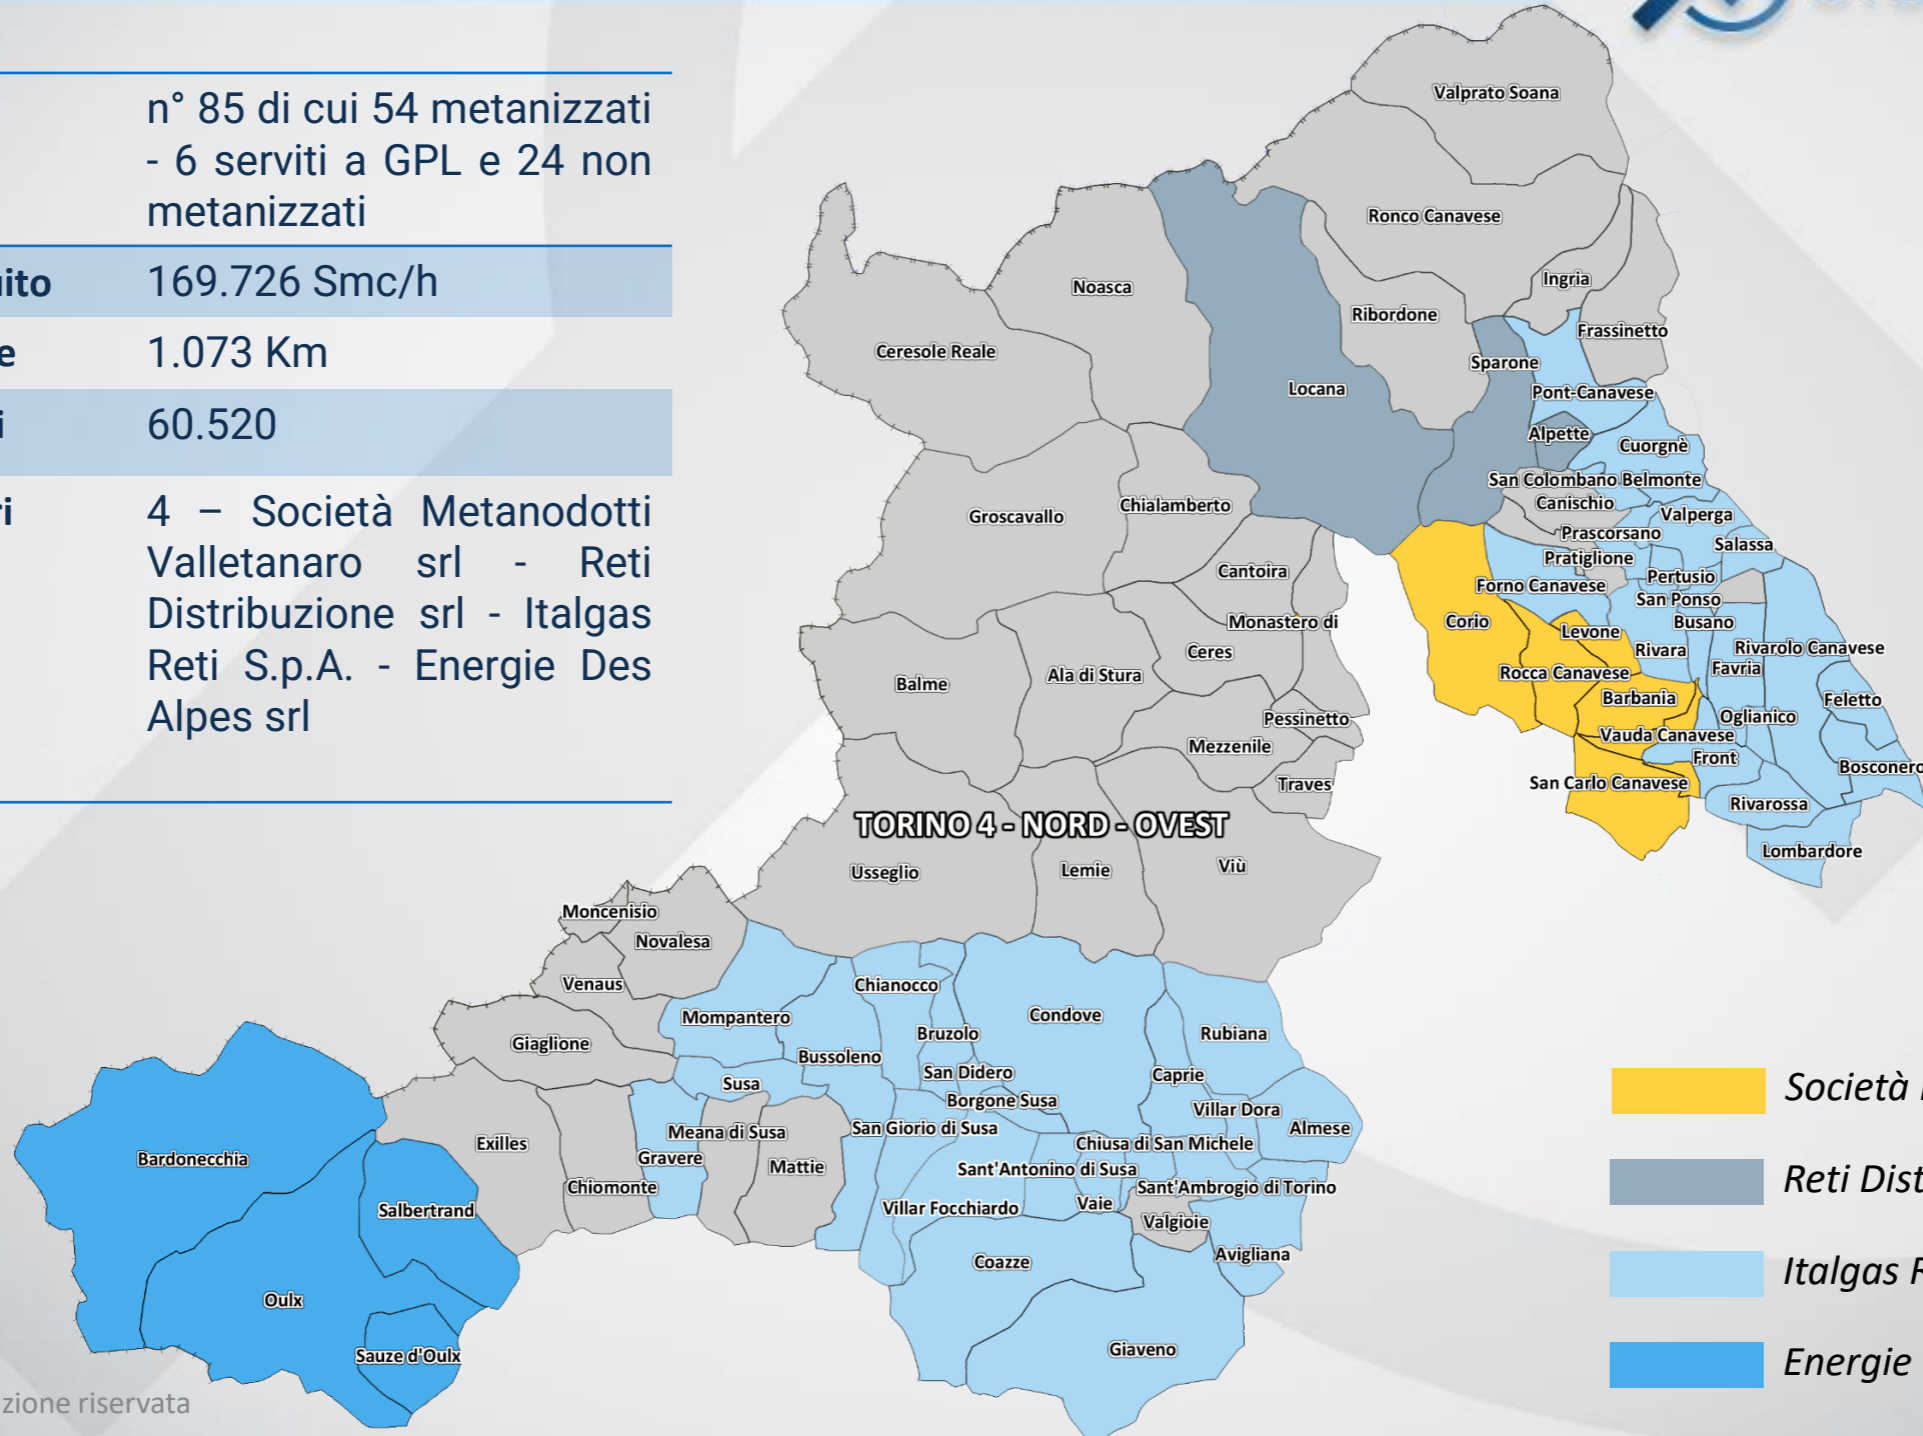 n° 85 di cui 54 metanizzati
- 6 serviti a GPL e 24 non
metanizzati
169.726 Smc/h
1.073 Km
60.520
4 – Società Metanodotti
Valletanaro srl - Reti
Distribuzione srl - Italgas
Reti S.p.A. - Energie Des
Alpes srl
Valprato Soana
Ronco Canavese
Noasca
Ingria
Ribordone
Frassinetto
Ceresole Reale
Sparone
Locana
Pont-Canavese
Alpette
Cuorgnè
San Colombano Belmonte
Canischio
Chialamberto
Groscavallo
Valperga
Prascorsano
Salassa
Pratiglione
Cantoira
Pertusio
Forno Canavese
San Ponso
Monastero di
Corio
Busano
Levone
Rivara
Rivarolo Canavese
Ceres
Favria
Rocca Canavese
Ala di Stura
Balme
Barbania
Feletto
Pessinetto
Oglianico
Vauda Canavese
Mezzenile
Front
Bosconero
San Carlo Canavese
Traves
Rivarossa
TORINO 4 - NORD - OVEST
Lombardore
Viù
Lemie
Usseglio
Moncenisio
Novalesa
Venaus
Chianocco
Mompantero
Condove
Bruzolo
Rubiana
Giaglione
Bussoleno
San Didero
Caprie
Susa
Borgone Susa
Villar Dora
San Giorio di Susa
Almese
Meana di Susa
Exilles
Chiusa di San Michele
Gravere
Bardonecchia
Mattie
Sant'Antonino di Susa
Chiomonte
Sant'Ambrogio di Torino
Vaie
Villar Focchiardo
Salbertrand
Valgioie
Avigliana
Coazze
Oulx
Giaveno
Sauze d'Oulx
Società
Reti
Italgas
Energie
riservata